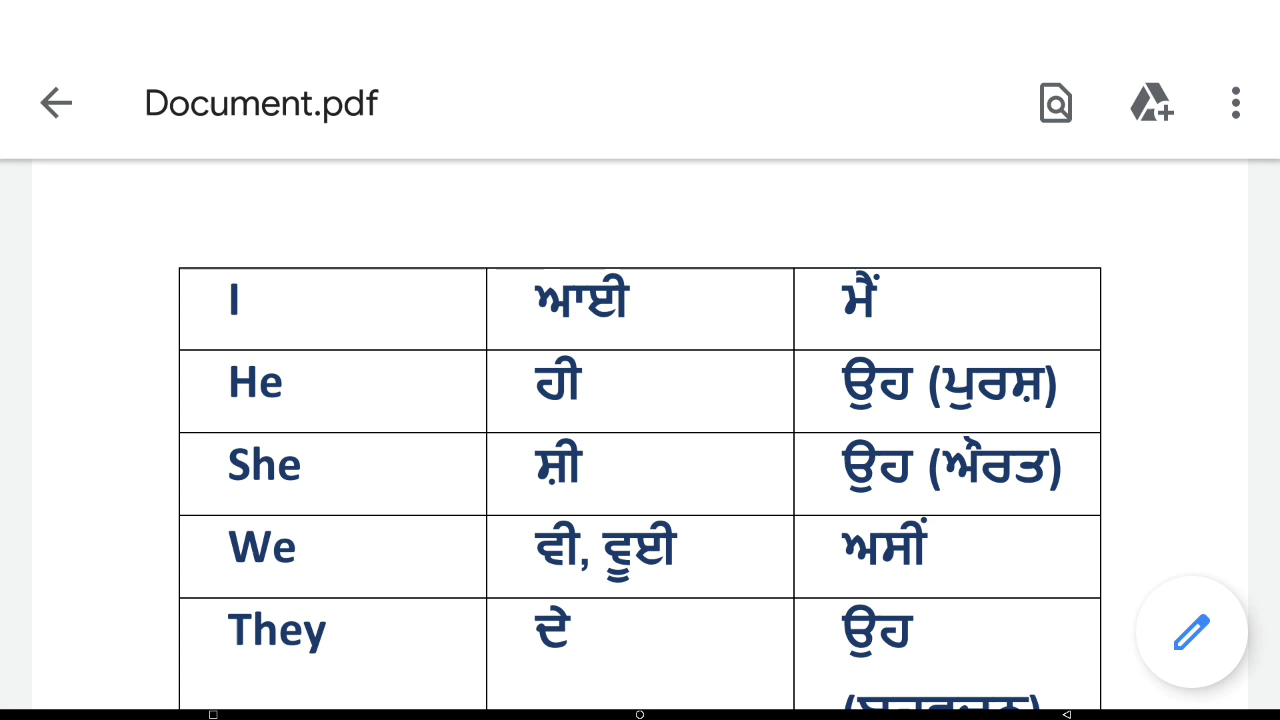 Document.pdf
I ਆਈ ਮੈਂ
He ਹੀ ਉਹ (ਪੁਰਸ਼)
She ਸ਼ੀ ਉਹ (ਔਰਤ)
We ਵੀ, ਵੂਈ ਅਸੀਂ
They ਦੇ ਉਹ